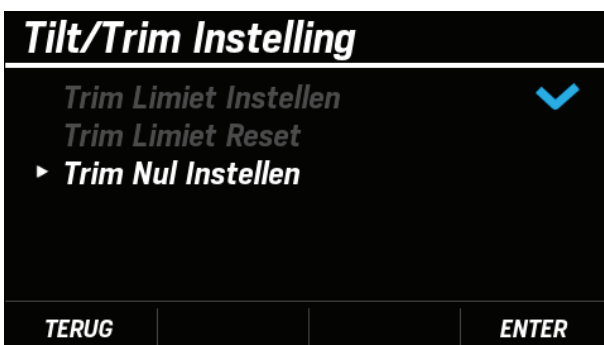 Tilt/Trim Instelling
Trim Limiet Instellen
Trim Limiet Reset
Trim Nul Instellen
TERUG ENTER